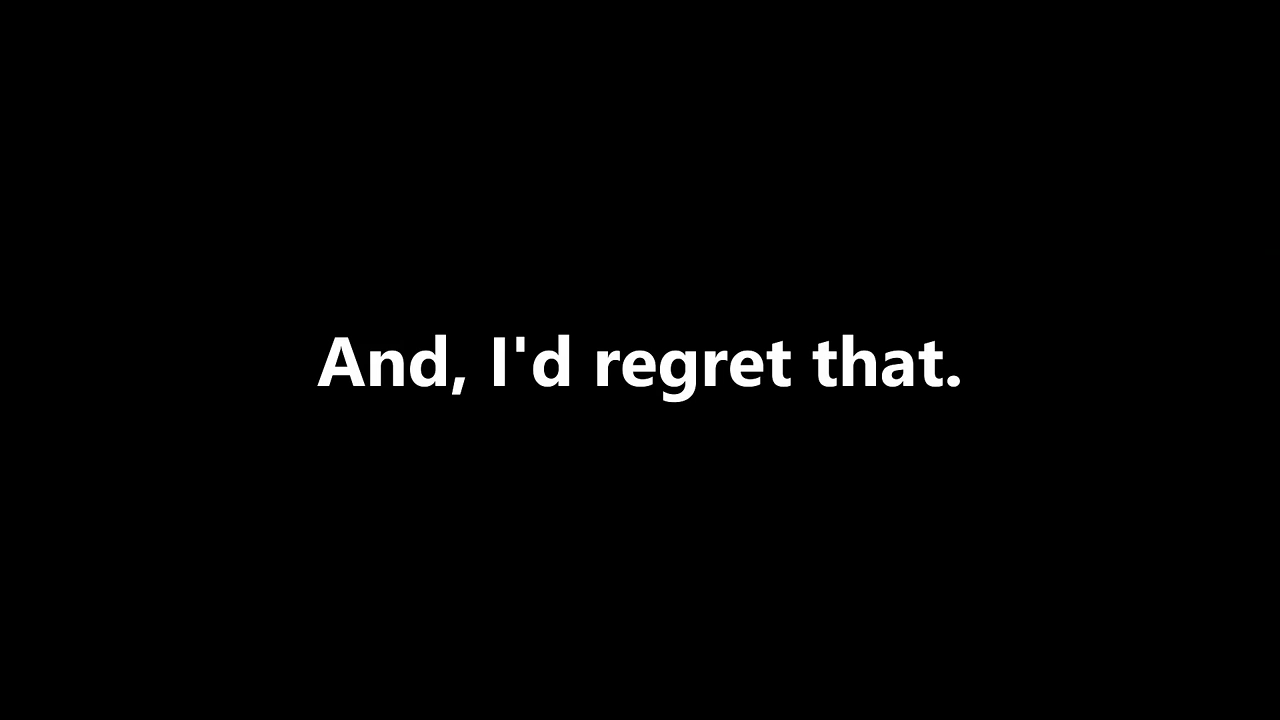 And, I'd regret that.